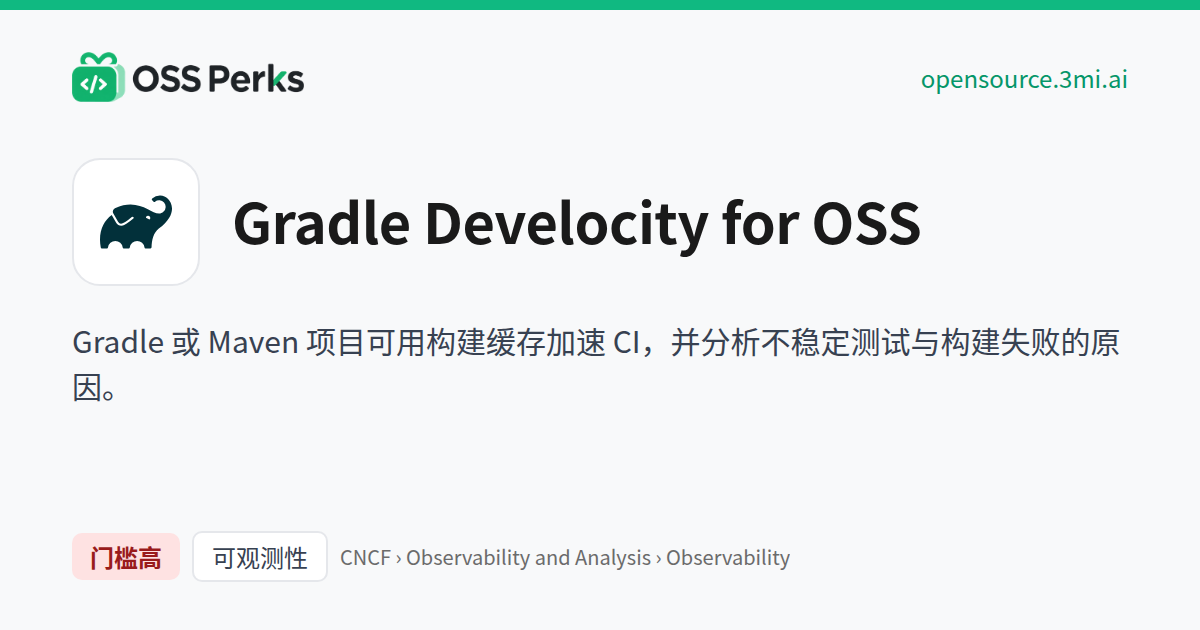 </> OSS Perks
opensource.3mi.ai
Gradle Develocity for OSS
Gradle 或 Maven 项目可用构建缓存加速 CI，并分析不稳定测试与构建失败的原
因。
门槛高
可观测性
CNCF › Observability and Analysis › Observability